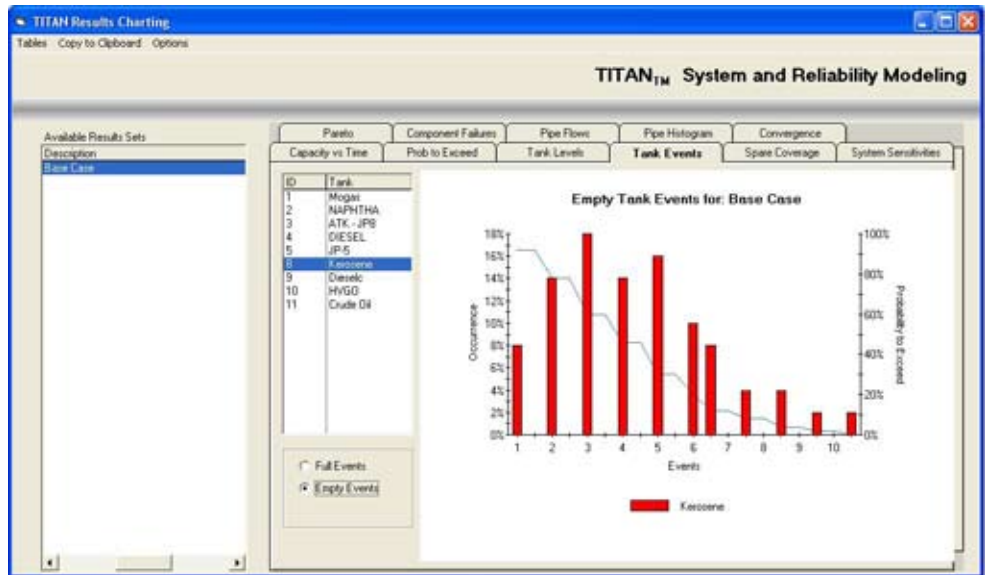 TITAN Results Charting
Tables Copy to Clipboard Options
TITANTM System and Reliability Modeling
Available Results Sets
Description
Base Case
Pareto Component Failures Pipe Flows Pipe Histogram Convergence
Capacity vs Time Prob to Exceed Tank Levels Tank Events Spare Coverage System Sensitivities
ID Tank
1 Mogas
2 NAPHTHA
3 ATK - JP8
4 DIESEL
5 JP-5
8 Kerosene
9 Dieselc
10 HVGO
11 Crude Oil
Full Events
Empty Events
Empty Tank Events for: Base Case
Occurrence
18%
16%
14%
12%
10%
8%
6%
4%
2%
0%
100%
80%
60%
40%
20%
0%
Probability to Exceed
1 2 3 4 5 6 7 8 9 10
Events
Kerosene